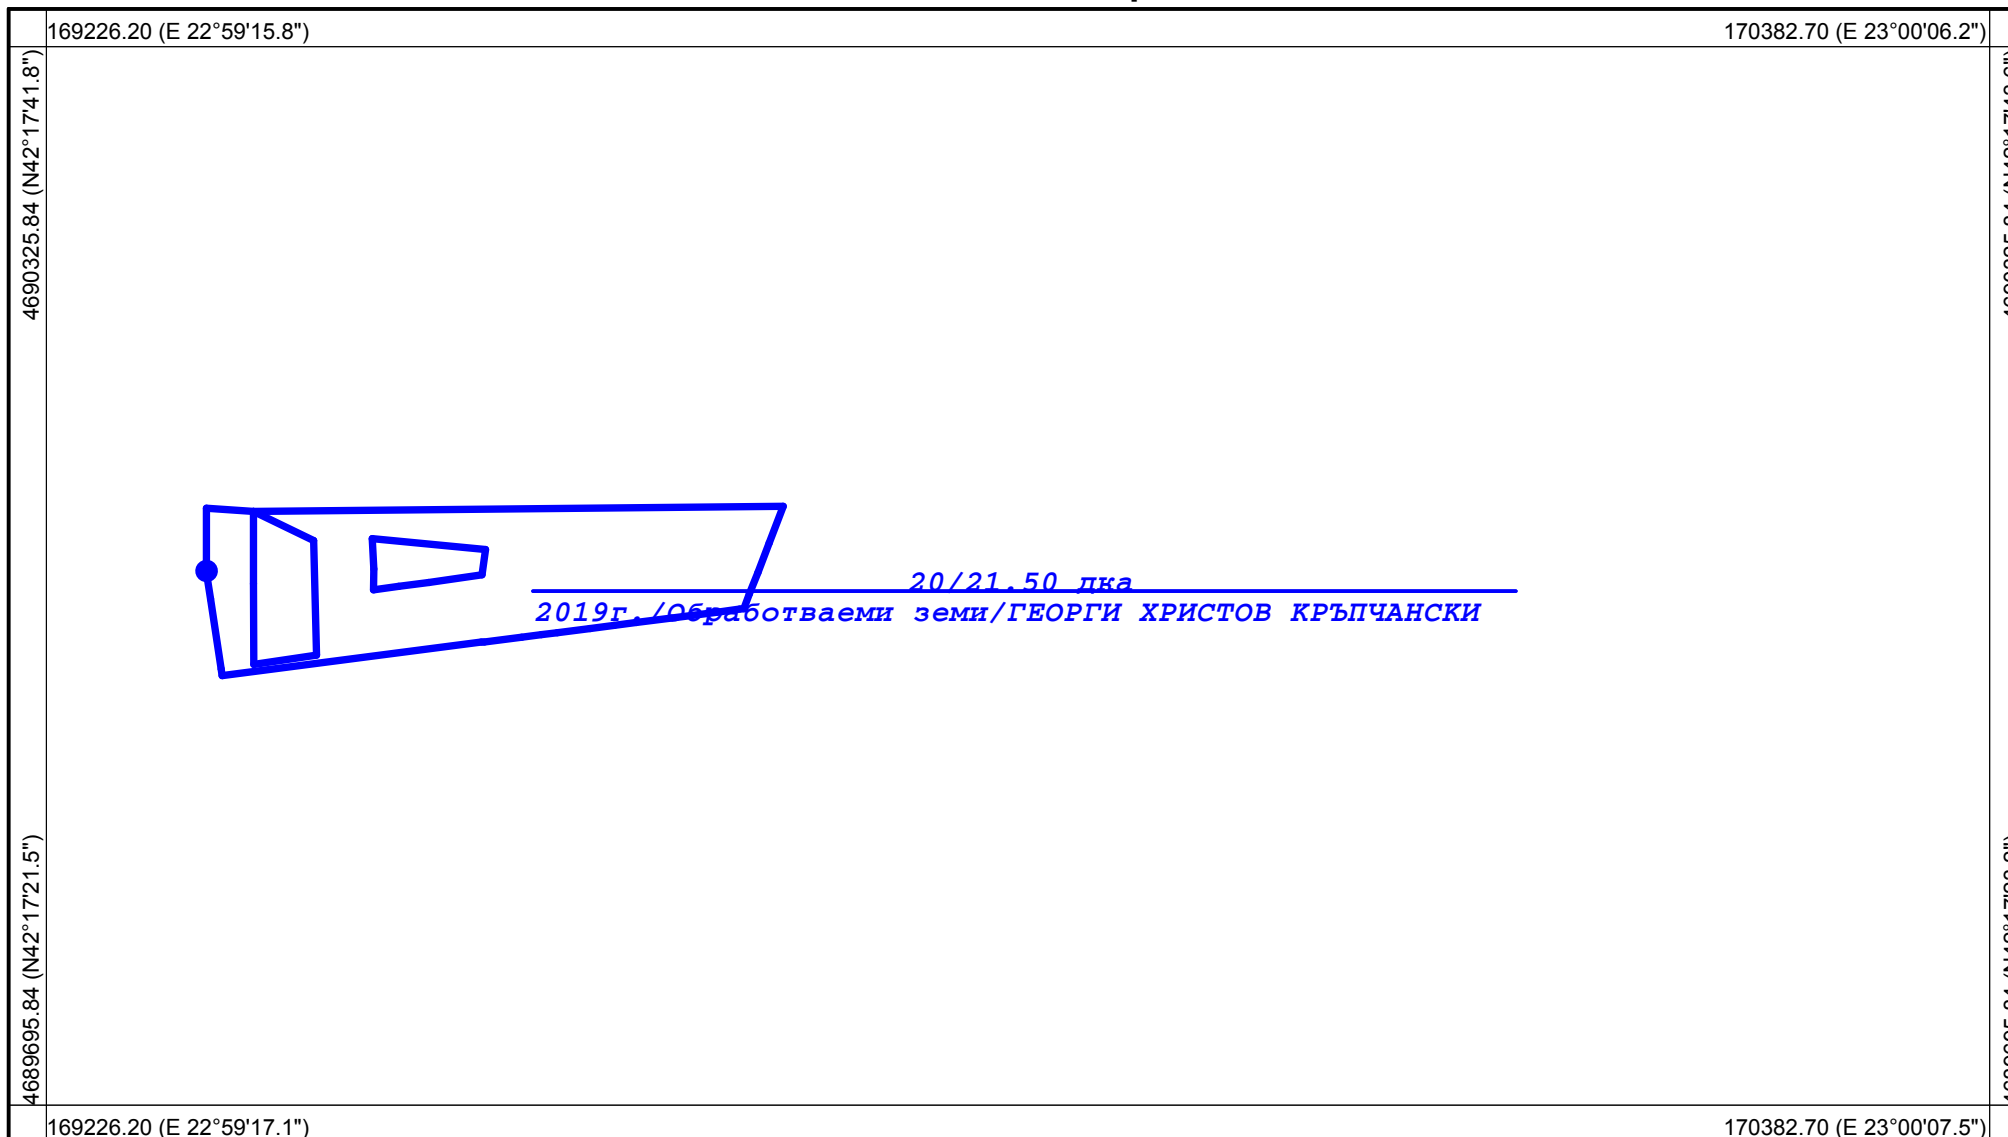 169226.20 (E 22°59'15.8")
170382.70 (E 23°00'06.2")
4690325.84 (N42°17'41.8")
20/21.50 дка
2019г./Обработваеми земи/ГЕОРГИ ХРИСТОВ КРЪПЧАНСКИ
4689695.84 (N42°17'21.5")
169226.20 (E 22°59'17.1")
170382.70 (E 23°00'07.5")